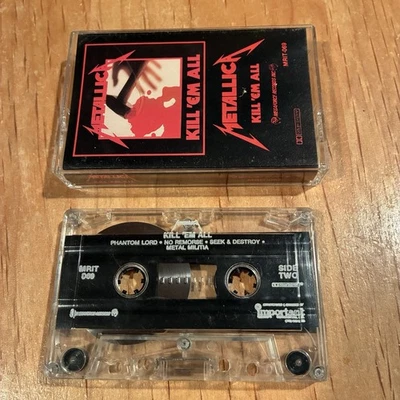 METALLICA
KILL 'EM ALL
METALLICA
KILL 'EM ALL
MRIT-069
KILL 'EM ALL
PHANTOM LORD • NO REMORSE • SEEK & DESTROY •
METAL MILITIA
MRIT
069
SIDE
TWO
important